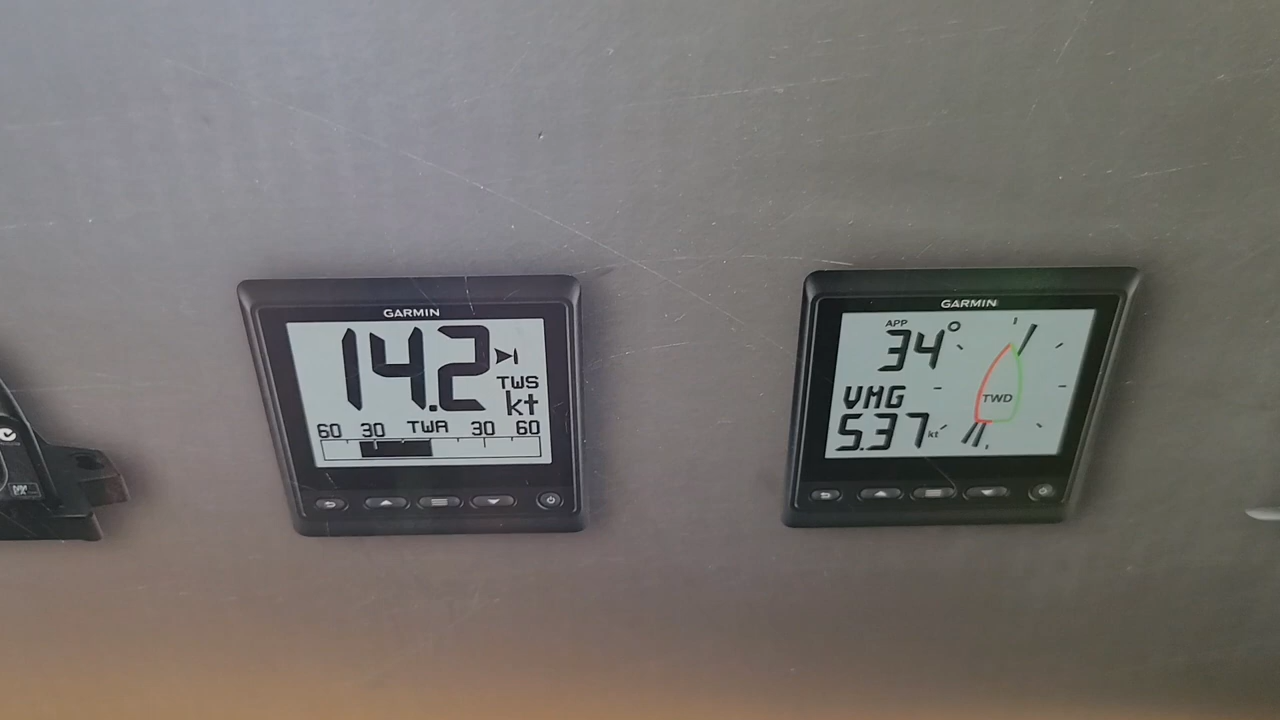 GARMIN
14.2
TWS
kt
60 30 TWA 30 60
GARMIN
APP
34°
VMG
5.37 kt
TWD